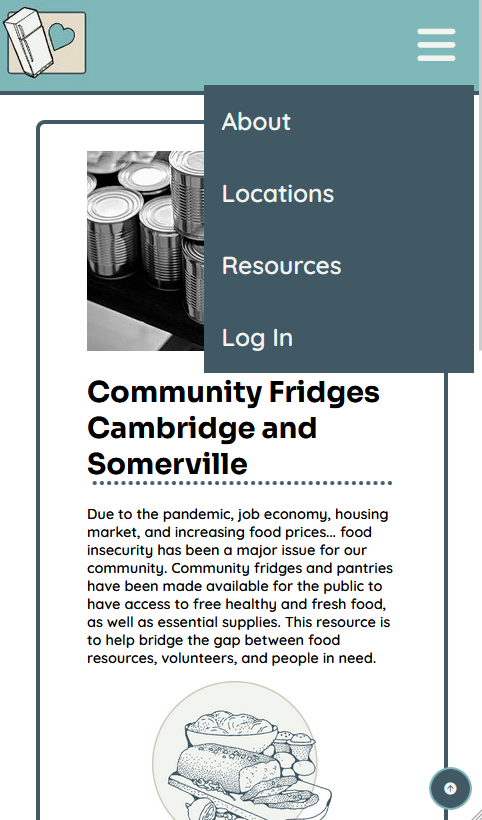 About
Locations
Resources
Log In
Community Fridges
Cambridge and
Somerville
Due to the pandemic, job economy, housing
market, and increasing food prices... food
insecurity has been a major issue for our
community. Community fridges and pantries
have been made available for the public to
have access to free healthy and fresh food,
as well as essential supplies. This resource is
to help bridge the gap between food
resources, volunteers, and people in need.